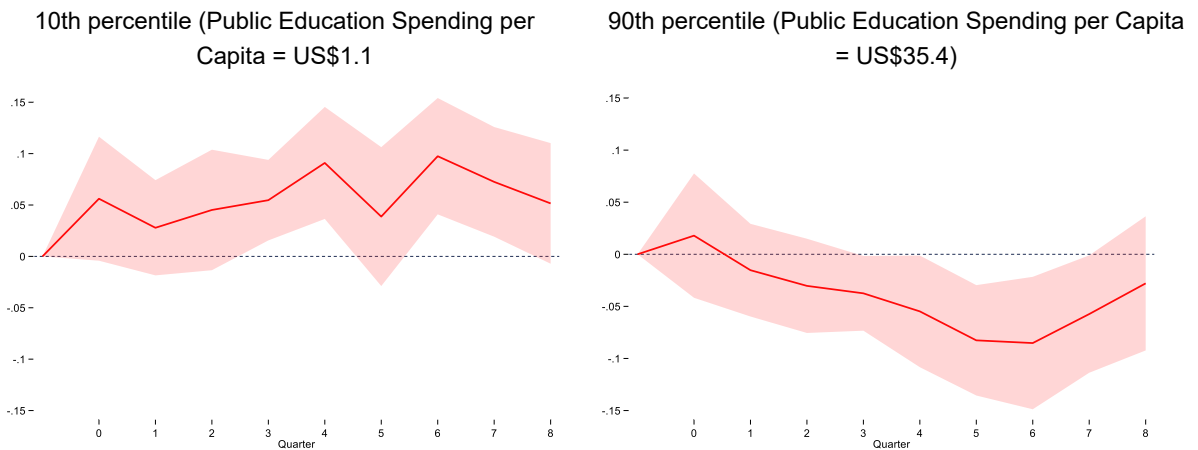 10th percentile (Public Education Spending per
Capita = US$1.1
.15
.1
.05
0
-.05
-.1
-.15
0 1 2 3 4 5 6 7 8
Quarter
90th percentile (Public Education Spending per Capita
= US$35.4)
.15
.1
.05
0
-.05
-.1
-.15
0 1 2 3 4 5 6 7 8
Quarter